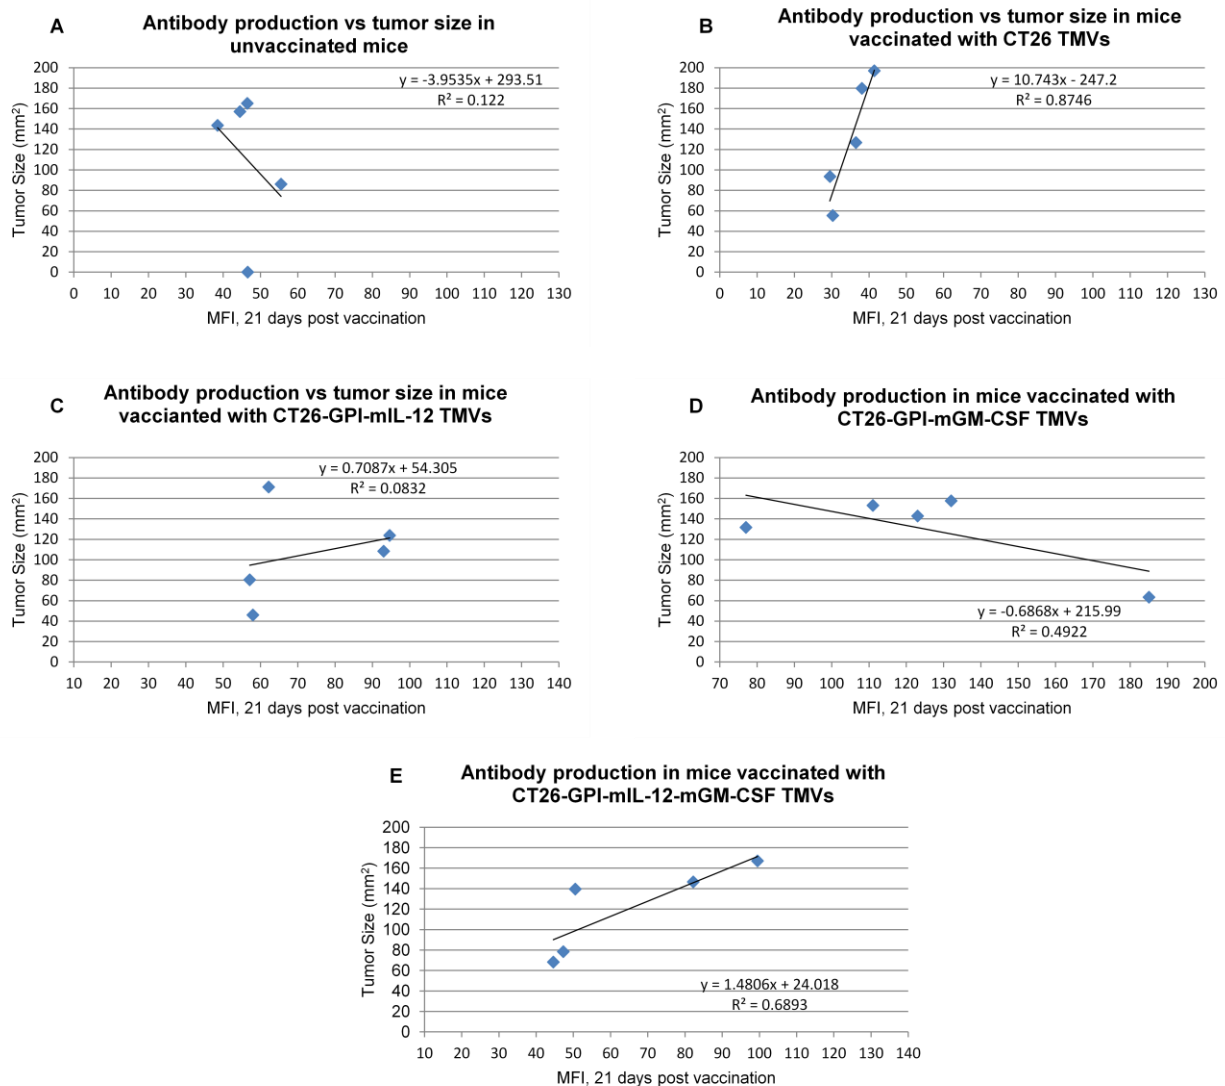 A
Antibody production vs tumor size in
unvaccinated mice
y = -3.9535x + 293.51
R² = 0.122
Tumor Size (mm²)
200
180
160
140
120
100
80
60
40
20
0
0 10 20 30 40 50 60 70 80 90 100 110 120 130
MFI, 21 days post vaccination
B
Antibody production vs tumor size in mice
vaccinated with CT26 TMVs
y = 10.743x - 247.2
R² = 0.8746
Tumor Size (mm²)
200
180
160
140
120
100
80
60
40
20
0
0 10 20 30 40 50 60 70 80 90 100 110 120 130
MFI, 21 days post vaccination
C
Antibody production vs tumor size in mice
vaccianted with CT26-GPI-mIL-12 TMVs
y = 0.7087x + 54.305
R² = 0.0832
Tumor Size (mm²)
200
180
160
140
120
100
80
60
40
20
0
10 20 30 40 50 60 70 80 90 100 110 120 130 140
MFI, 21 days post vaccination
D
Antibody production in mice vaccinated with
CT26-GPI-mGM-CSF TMVs
y = -0.6868x + 215.99
R² = 0.4922
Tumor Size (mm²)
200
180
160
140
120
100
80
60
40
20
0
70 80 90 100 110 120 130 140 150 160 170 180 190 200
MFI, 21 days post vaccination
E
Antibody production in mice vaccinated with
CT26-GPI-mIL-12-mGM-CSF TMVs
y = 1.4806x + 24.018
R² = 0.6893
Tumor Size (mm²)
200
180
160
140
120
100
80
60
40
20
0
10 20 30 40 50 60 70 80 90 100 110 120 130 140
MFI, 21 days post vaccination